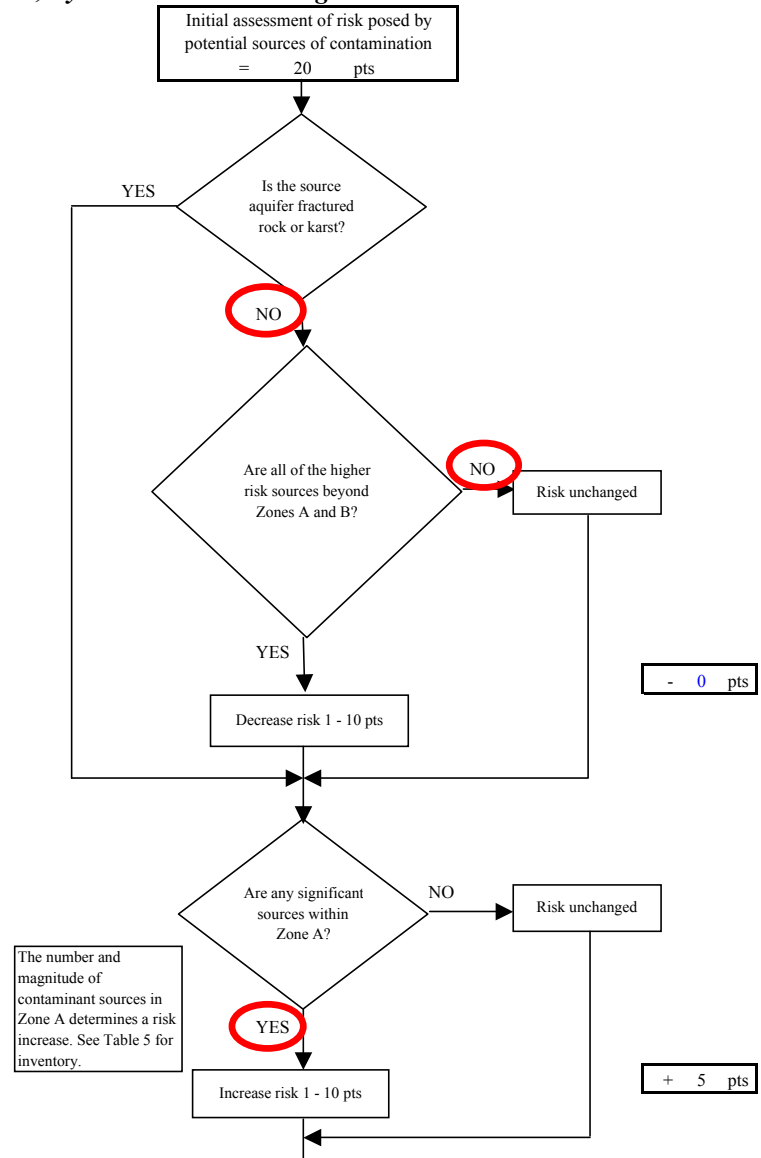 Initial assessment of risk posed by
potential sources of contamination
= 20 pts
YES
Is the source
aquifer fractured
rock or karst?
NO
Are all of the higher
risk sources beyond
Zones A and B?
NO
Risk unchanged
YES
- 0 pts
Decrease risk 1 - 10 pts
Are any significant
sources within
Zone A?
NO
Risk unchanged
The number and
magnitude of
contaminant sources in
Zone A determines a risk
increase. See Table 5 for
inventory.
YES
+ 5 pts
Increase risk 1 - 10 pts